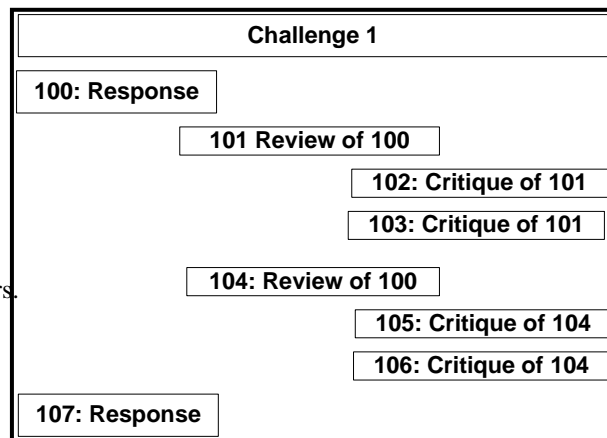 Challenge 1
100: Response
101 Review of 100
102: Critique of 101
103: Critique of 101
104: Review of 100
rs.
105: Critique of 104
106: Critique of 104
107: Response